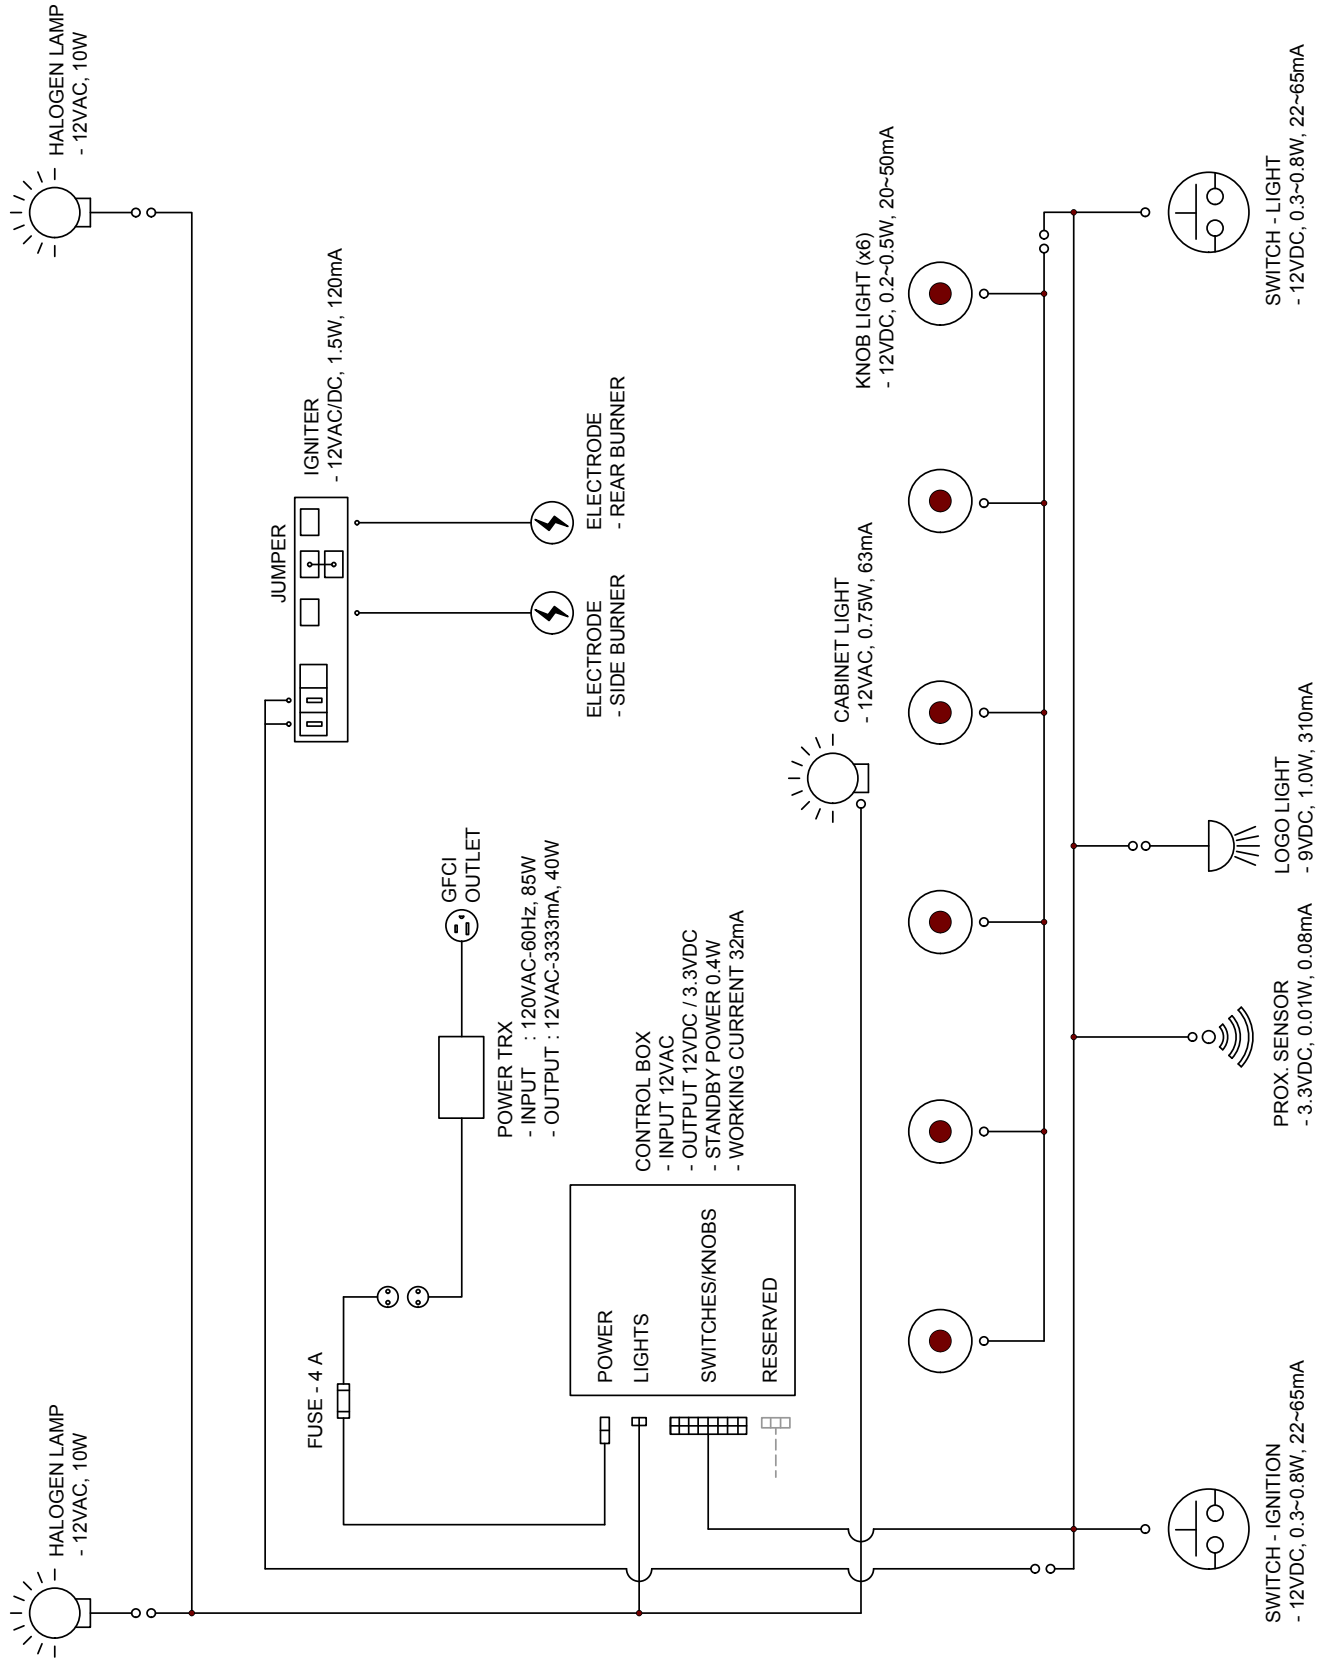 HALOGEN LAMP
- 12VAC, 10W
HALOGEN LAMP
- 12VAC, 10W
FUSE - 4 A
JUMPER
IGNITER
- 12VAC/DC, 1.5W, 120mA
GFCI
OUTLET
POWER TRX
- INPUT : 120VAC-60Hz, 85W
- OUTPUT : 12VAC-3333mA, 40W
ELECTRODE
- SIDE BURNER
ELECTRODE
- REAR BURNER
CONTROL BOX
- INPUT 12VAC
- OUTPUT 12VDC / 3.3VDC
- STANDBY POWER 0.4W
- WORKING CURRENT 32mA
POWER
LIGHTS
SWITCHES/KNOBS
RESERVED
CABINET LIGHT
- 12VAC, 0.75W, 63mA
KNOB LIGHT (x6)
- 12VDC, 0.2~0.5W, 20~50mA
SWITCH - IGNITION
- 12VDC, 0.3~0.8W, 22~65mA
PROX. SENSOR
- 3.3VDC, 0.01W, 0.08mA
LOGO LIGHT
- 9VDC, 1.0W, 310mA
SWITCH - LIGHT
- 12VDC, 0.3~0.8W, 22~65mA